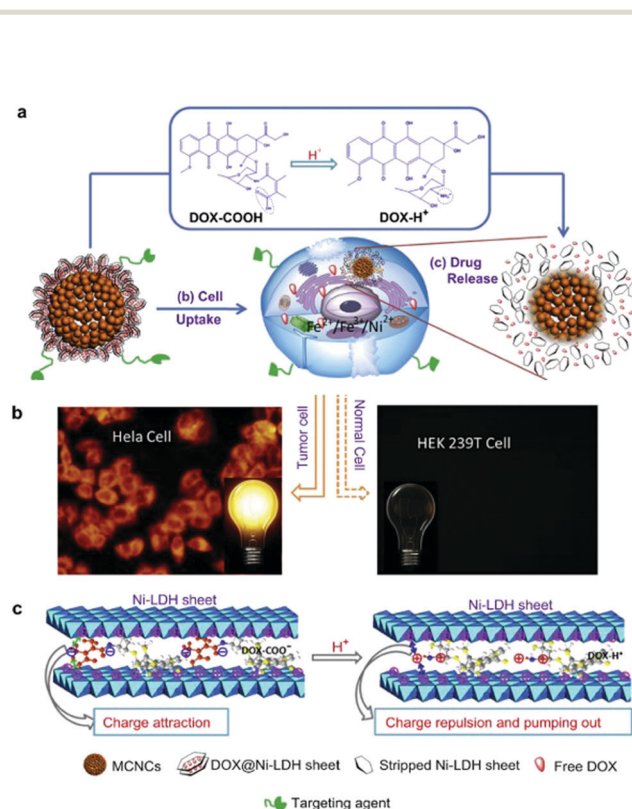 a
H⁺
DOX-COOH
DOX-H⁺
(b) Cell
Uptake
(c) Drug
Release
Fe²⁺/Fe³⁺/Ni²⁺
b
Hela Cell
Tumor cell
Normal Cell
HEK 239T Cell
c
Ni-LDH sheet
Ni-LDH sheet
DOX-COO⁻
H⁺
DOX-H⁺
Charge attraction
Charge repulsion and pumping out
MCNCs
DOX@Ni-LDH sheet
Stripped Ni-LDH sheet
Free DOX
Targeting agent